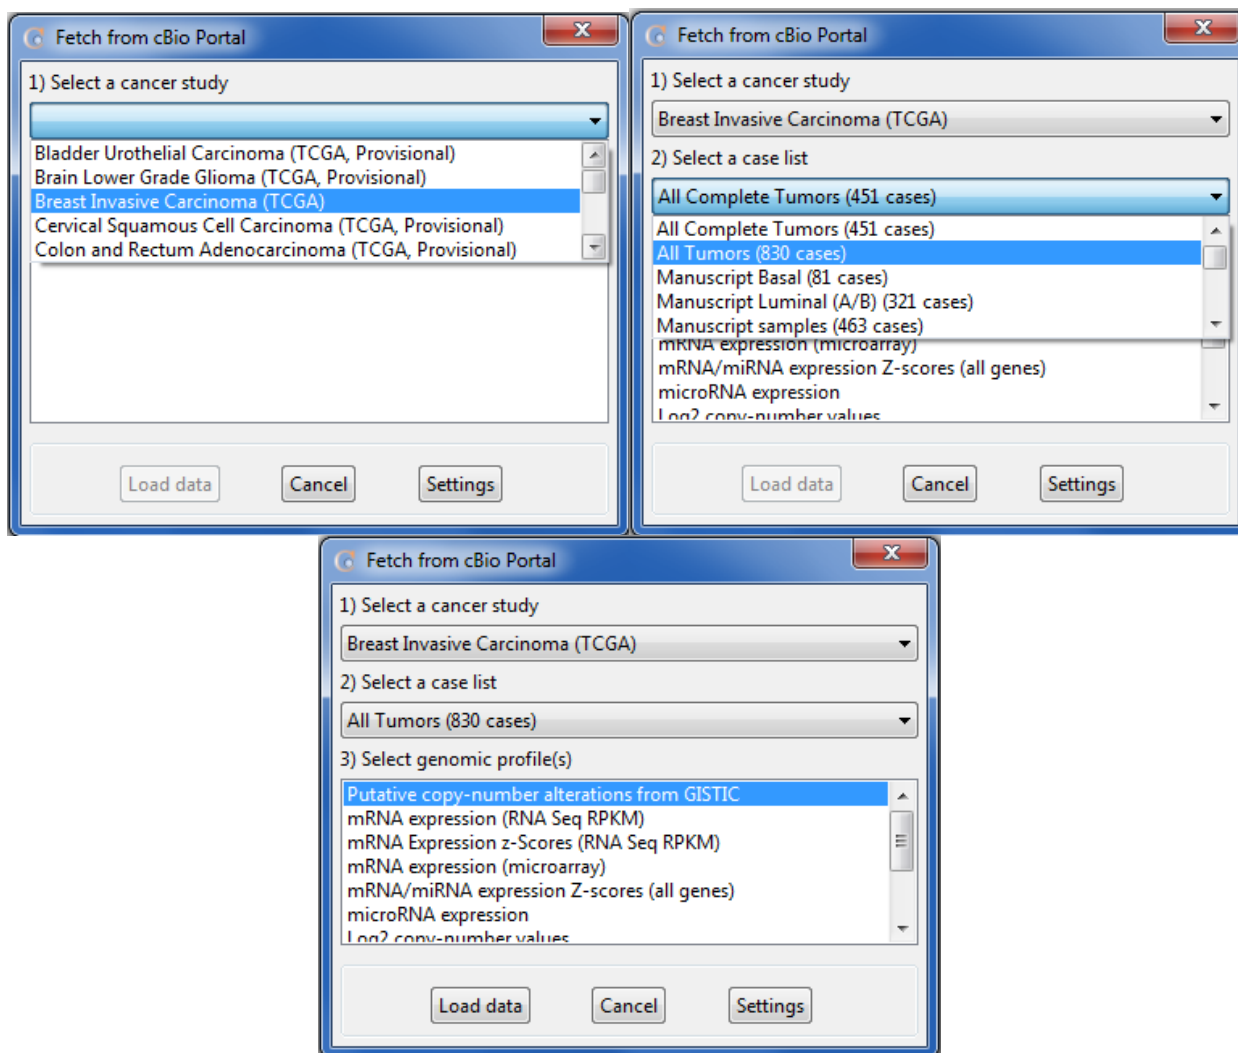 Fetch from cBio Portal
1) Select a cancer study
Bladder Urothelial Carcinoma (TCGA, Provisional)
Brain Lower Grade Glioma (TCGA, Provisional)
Breast Invasive Carcinoma (TCGA)
Cervical Squamous Cell Carcinoma (TCGA, Provisional)
Colon and Rectum Adenocarcinoma (TCGA, Provisional)
Load data Cancel Settings
Fetch from cBio Portal
1) Select a cancer study
Breast Invasive Carcinoma (TCGA)
2) Select a case list
All Complete Tumors (451 cases)
All Complete Tumors (451 cases)
All Tumors (830 cases)
Manuscript Basal (81 cases)
Manuscript Luminal (A/B) (321 cases)
Manuscript samples (463 cases)
mRNA expression (microarray)
mRNA/miRNA expression Z-scores (all genes)
microRNA expression
Log2 copy-number values
Load data Cancel Settings
Fetch from cBio Portal
1) Select a cancer study
Breast Invasive Carcinoma (TCGA)
2) Select a case list
All Tumors (830 cases)
3) Select genomic profile(s)
Putative copy-number alterations from GISTIC
mRNA expression (RNA Seq RPKM)
mRNA Expression z-Scores (RNA Seq RPKM)
mRNA expression (microarray)
mRNA/miRNA expression Z-scores (all genes)
microRNA expression
Log2 copy-number values
Load data Cancel Settings